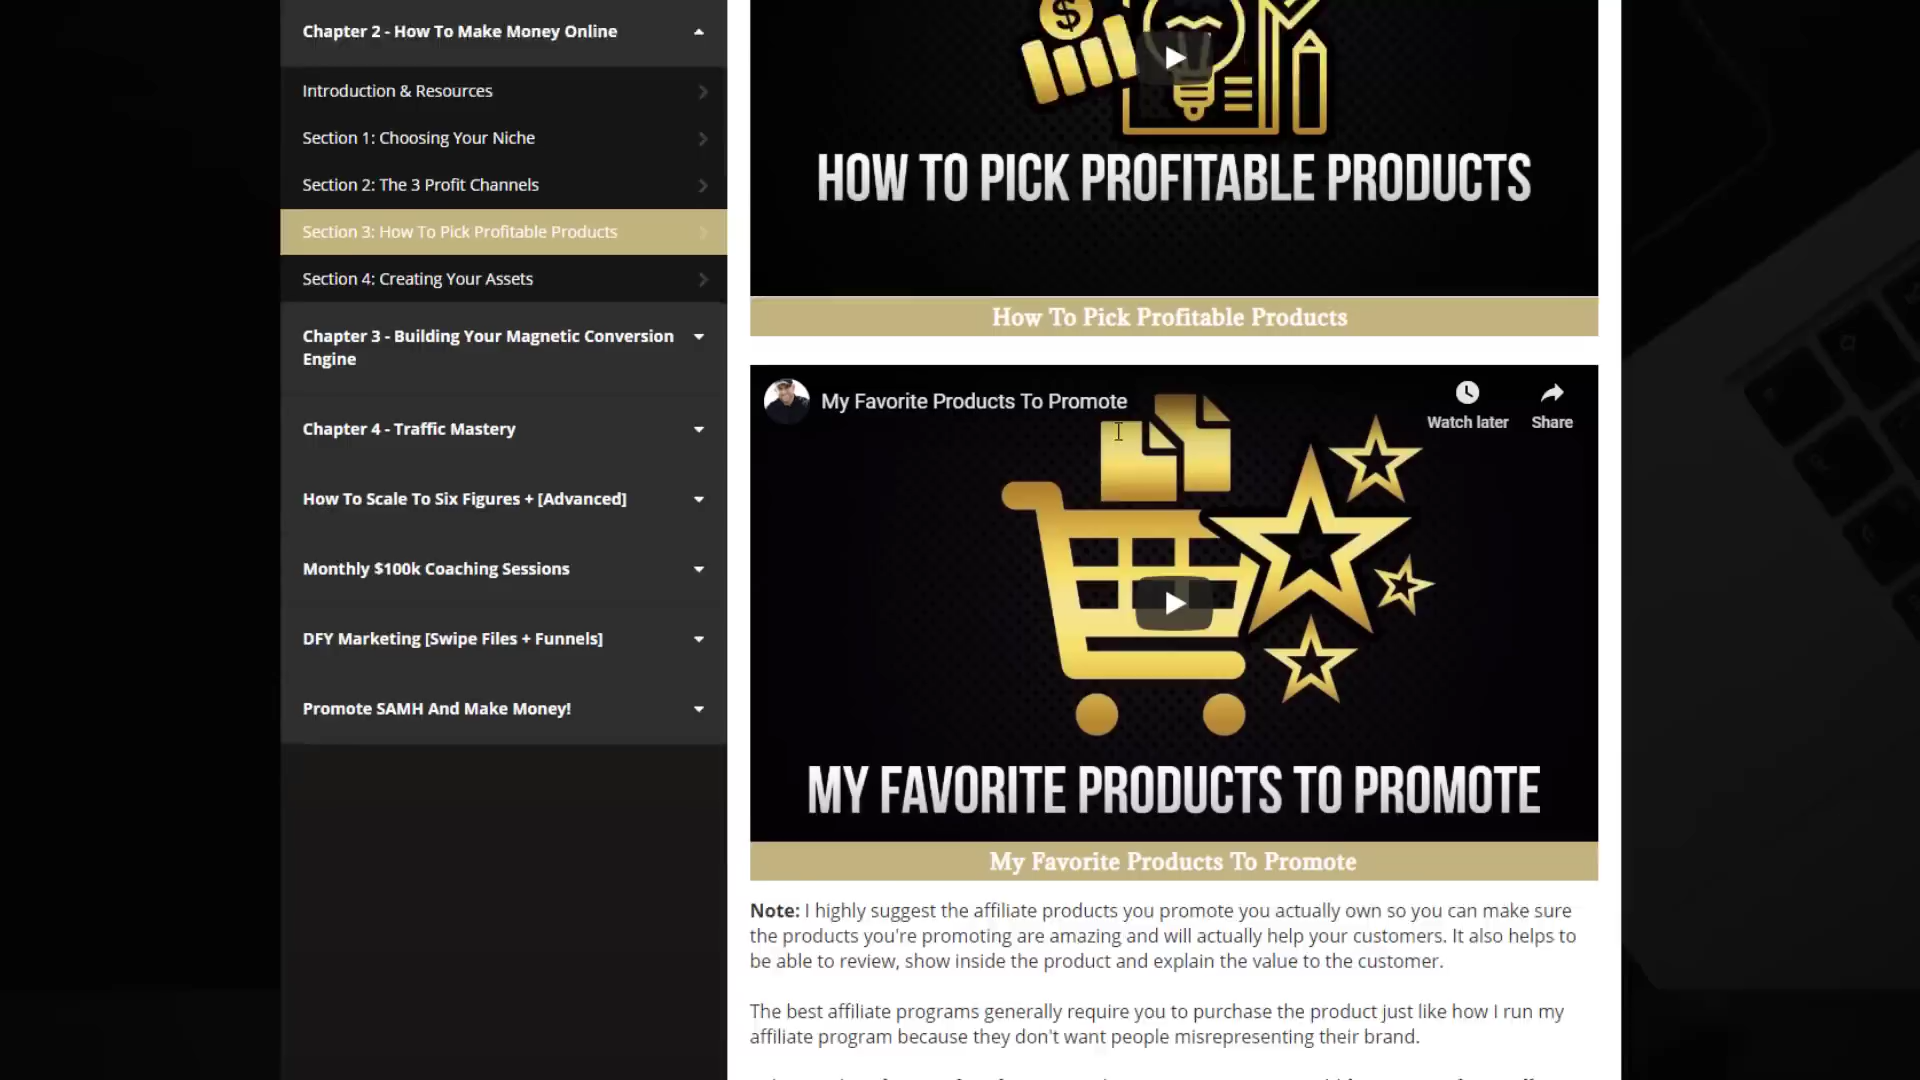 Chapter 2 - How To Make Money Online
Introduction & Resources
Section 1: Choosing Your Niche
Section 2: The 3 Profit Channels
Section 3: How To Pick Profitable Products
Section 4: Creating Your Assets
Chapter 3 - Building Your Magnetic Conversion
Engine
Chapter 4 - Traffic Mastery
How To Scale To Six Figures + [Advanced]
Monthly $100k Coaching Sessions
DFY Marketing [Swipe Files + Funnels]
Promote SAMH And Make Money!
$
HOW TO PICK PROFITABLE PRODUCTS
How To Pick Profitable Products
My Favorite Products To Promote
Watch later
Share
MY FAVORITE PRODUCTS TO PROMOTE
My Favorite Products To Promote
Note: I highly suggest the affiliate products you promote you actually own so you can make sure
the products you're promoting are amazing and will actually help your customers. It also helps to
be able to review, show inside the product and explain the value to the customer.
The best affiliate programs generally require you to purchase the product just like how I run my
affiliate program because they don't want people misrepresenting their brand.